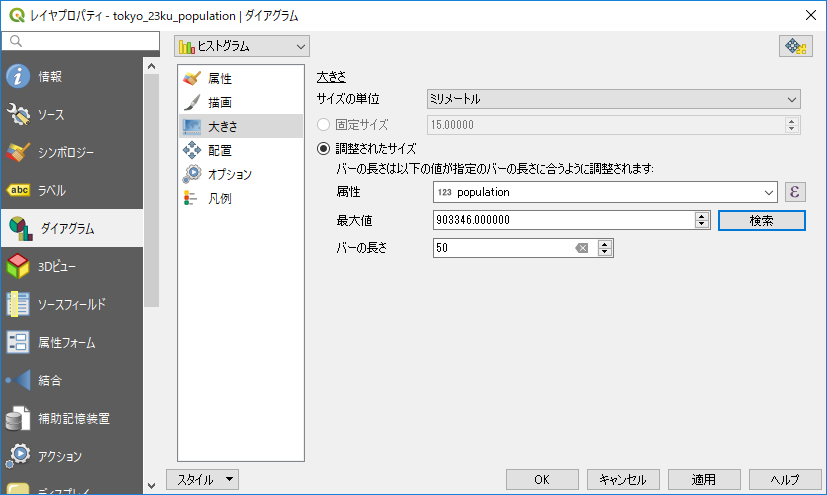 レイヤプロパティ - tokyo_23ku_population | ダイアグラム
情報
ソース
シンボロジー
abc ラベル
ダイアグラム
3Dビュー
ソースフィールド
属性フォーム
結合
補助記憶装置
アクション
ディスプレイ
ヒストグラム
属性
描画
大きさ
配置
オプション
凡例
大きさ
サイズの単位 ミリメートル
固定サイズ 15.00000
調整されたサイズ
バーの長さは以下の値が指定のバーの長さに合うように調整されます:
属性 123 population ε
最大値 903346.000000 検索
バーの長さ 50
スタイル OK キャンセル 適用 ヘルプ